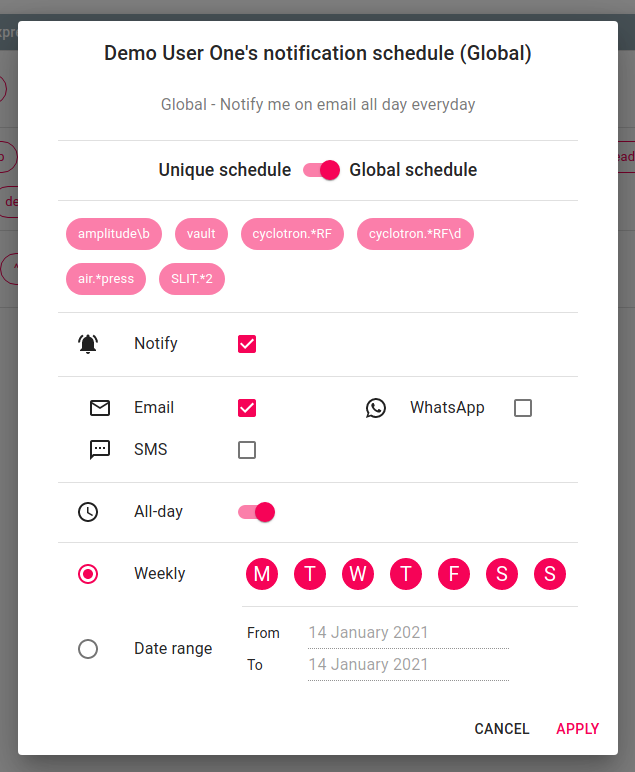 Demo User One's notification schedule (Global)
Global - Notify me on email all day everyday
Unique schedule Global schedule
amplitude\b vault cyclotron.*RF cyclotron.*RF\d
air.*press SLIT.*2
Notify
Email WhatsApp
SMS
All-day
Weekly M T W T F S S
From 14 January 2021
Date range
To 14 January 2021
CANCEL APPLY